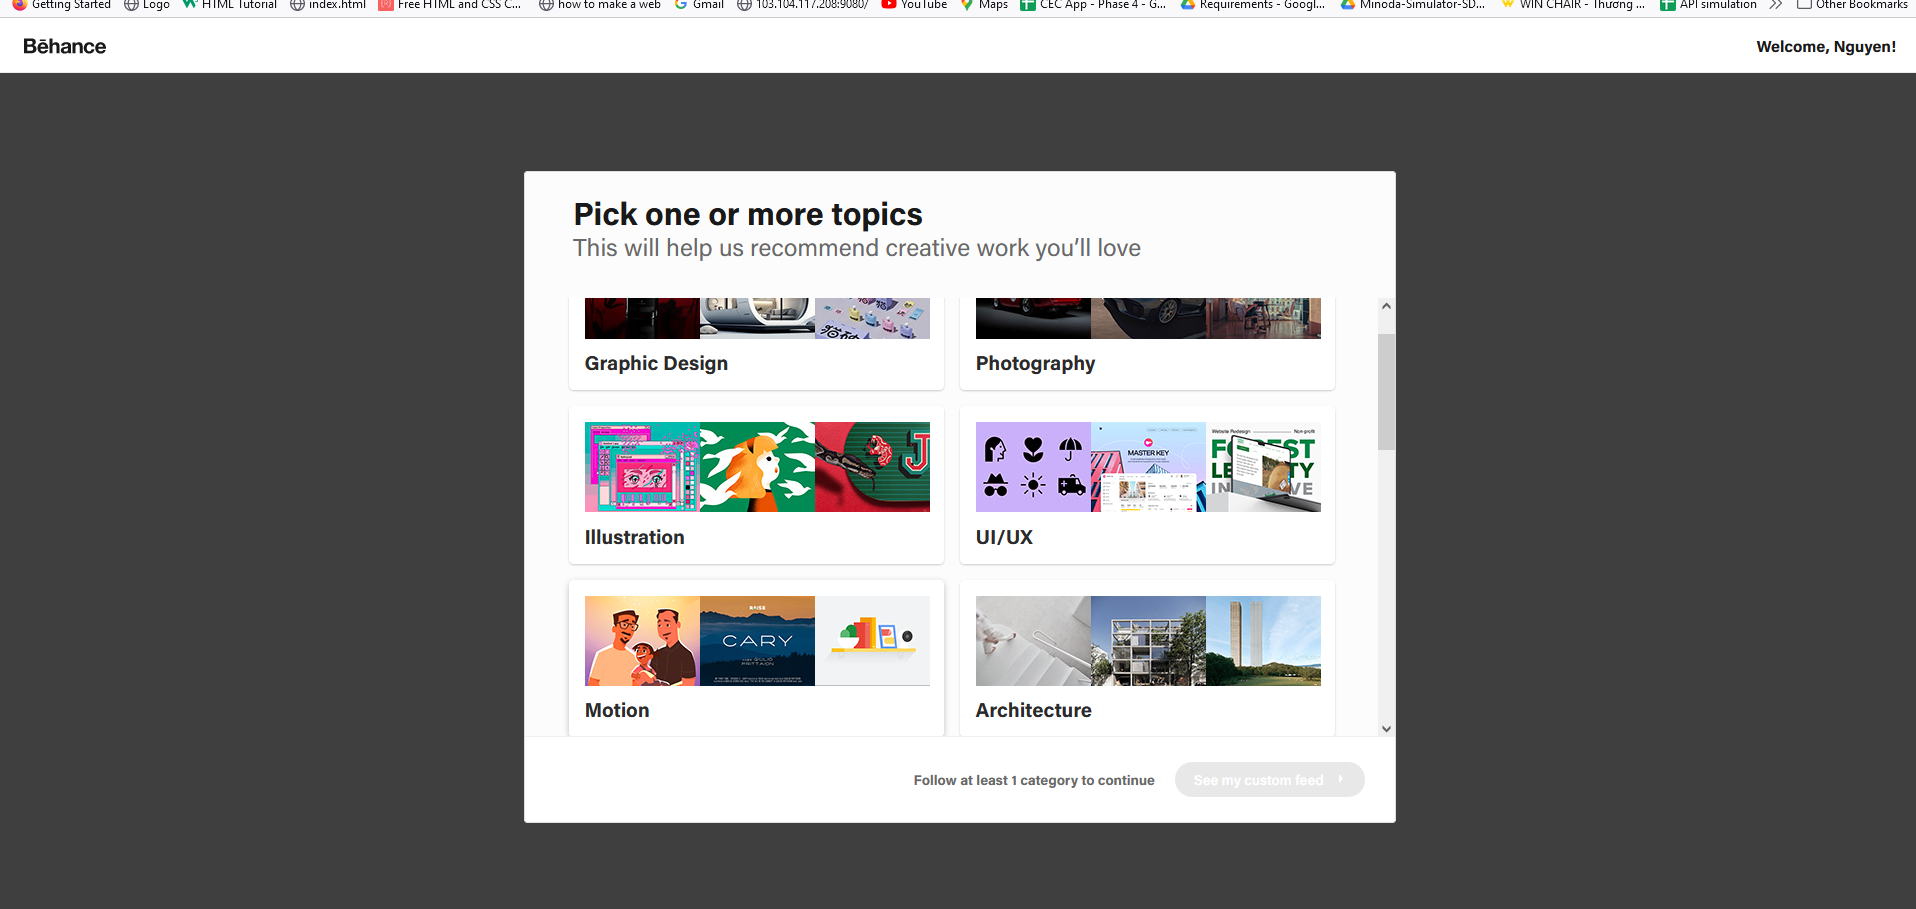 Getting Started Logo HTML Tutorial index.html Free HTML and CSS C... how to make a web Gmail 103.104.117.208:9080/ YouTube Maps CEC App - Phase 4 - G... Requirements - Googl... Minoda-Simulator-SD... WIN CHAIR - Thương ... API simulation Other Bookmarks
Bēhance
Welcome, Nguyen!
Pick one or more topics
This will help us recommend creative work you’ll love
Graphic Design
Photography
Website Redesign Non-profit
MASTER KEY
Illustration
UI/UX
CARY
Motion
Architecture
Follow at least 1 category to continue
See my custom feed